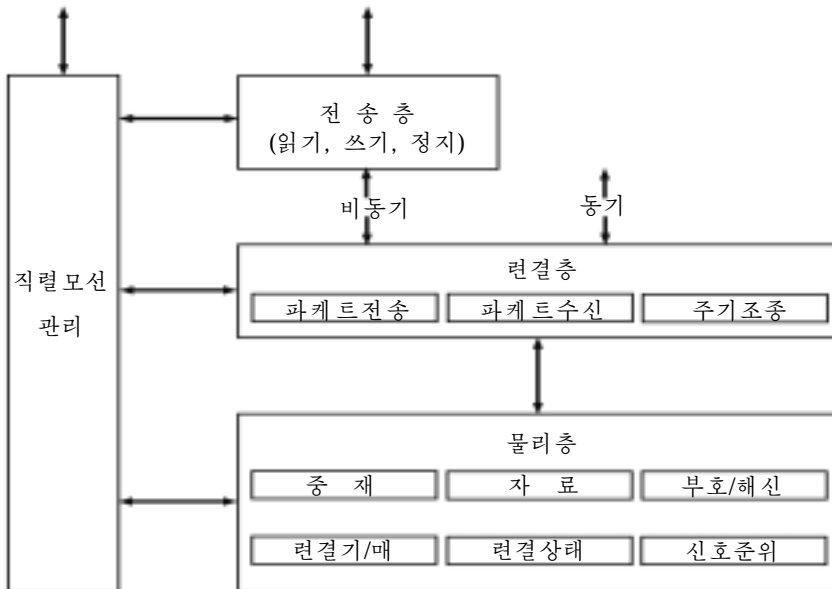 전 송 층
(읽기, 쓰기, 정지)
비동기
동기
직렬모선
관리
련결층
파케트전송
파케트수신
주기조종
물리층
중 재
자 료
부호/해신
련결기/매
련결상태
신호준위